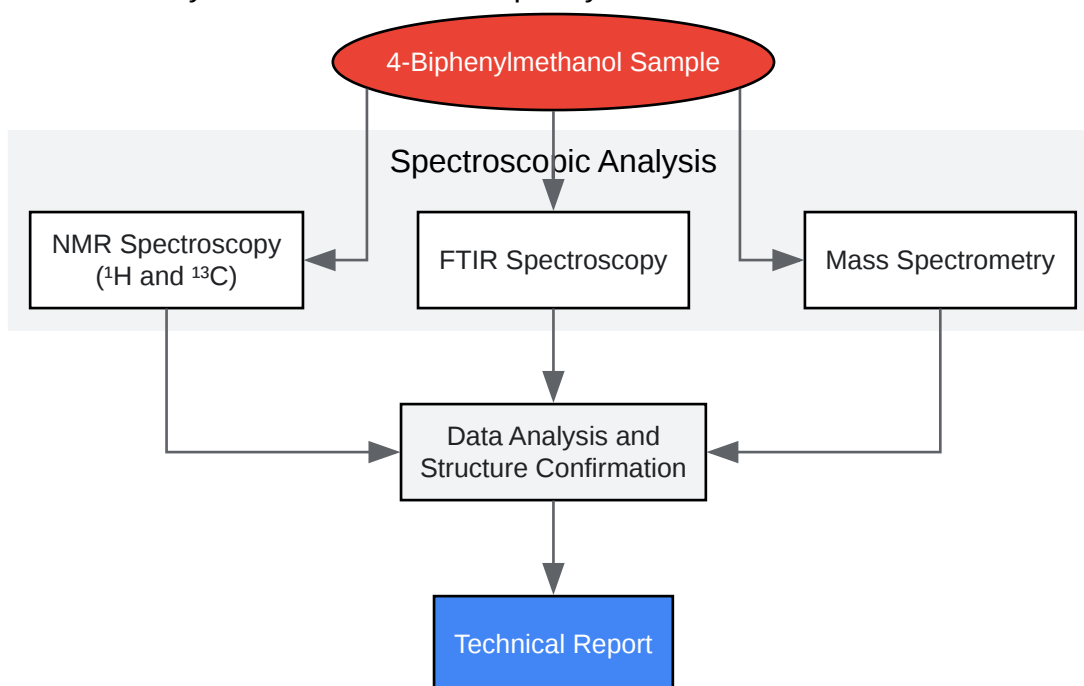 4-Biphenylmethanol Sample
Spectroscopic Analysis
NMR Spectroscopy
(¹H and ¹³C)
FTIR Spectroscopy
Mass Spectrometry
Data Analysis and
Structure Confirmation
Technical Report